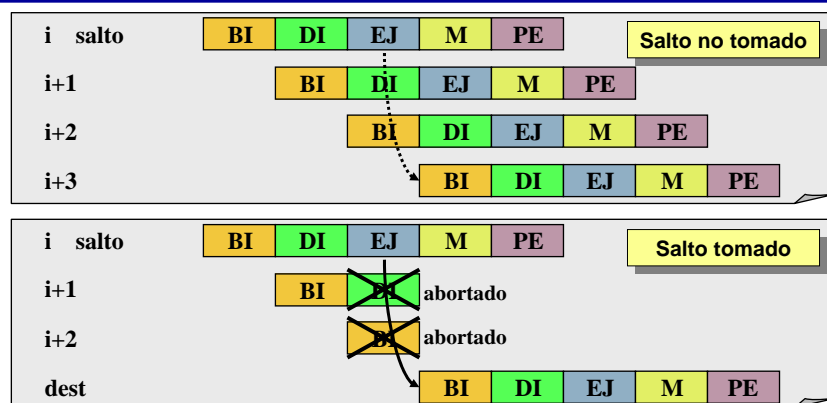 i salto BI DI EJ M PE Salto no tomado
i+1 BI DI EJ M PE
i+2 BI DI EJ M PE
i+3 BI DI EJ M PE
i salto BI DI EJ M PE Salto tomado
i+1 BI DI abortado
i+2 BI abortado
dest BI DI EJ M PE